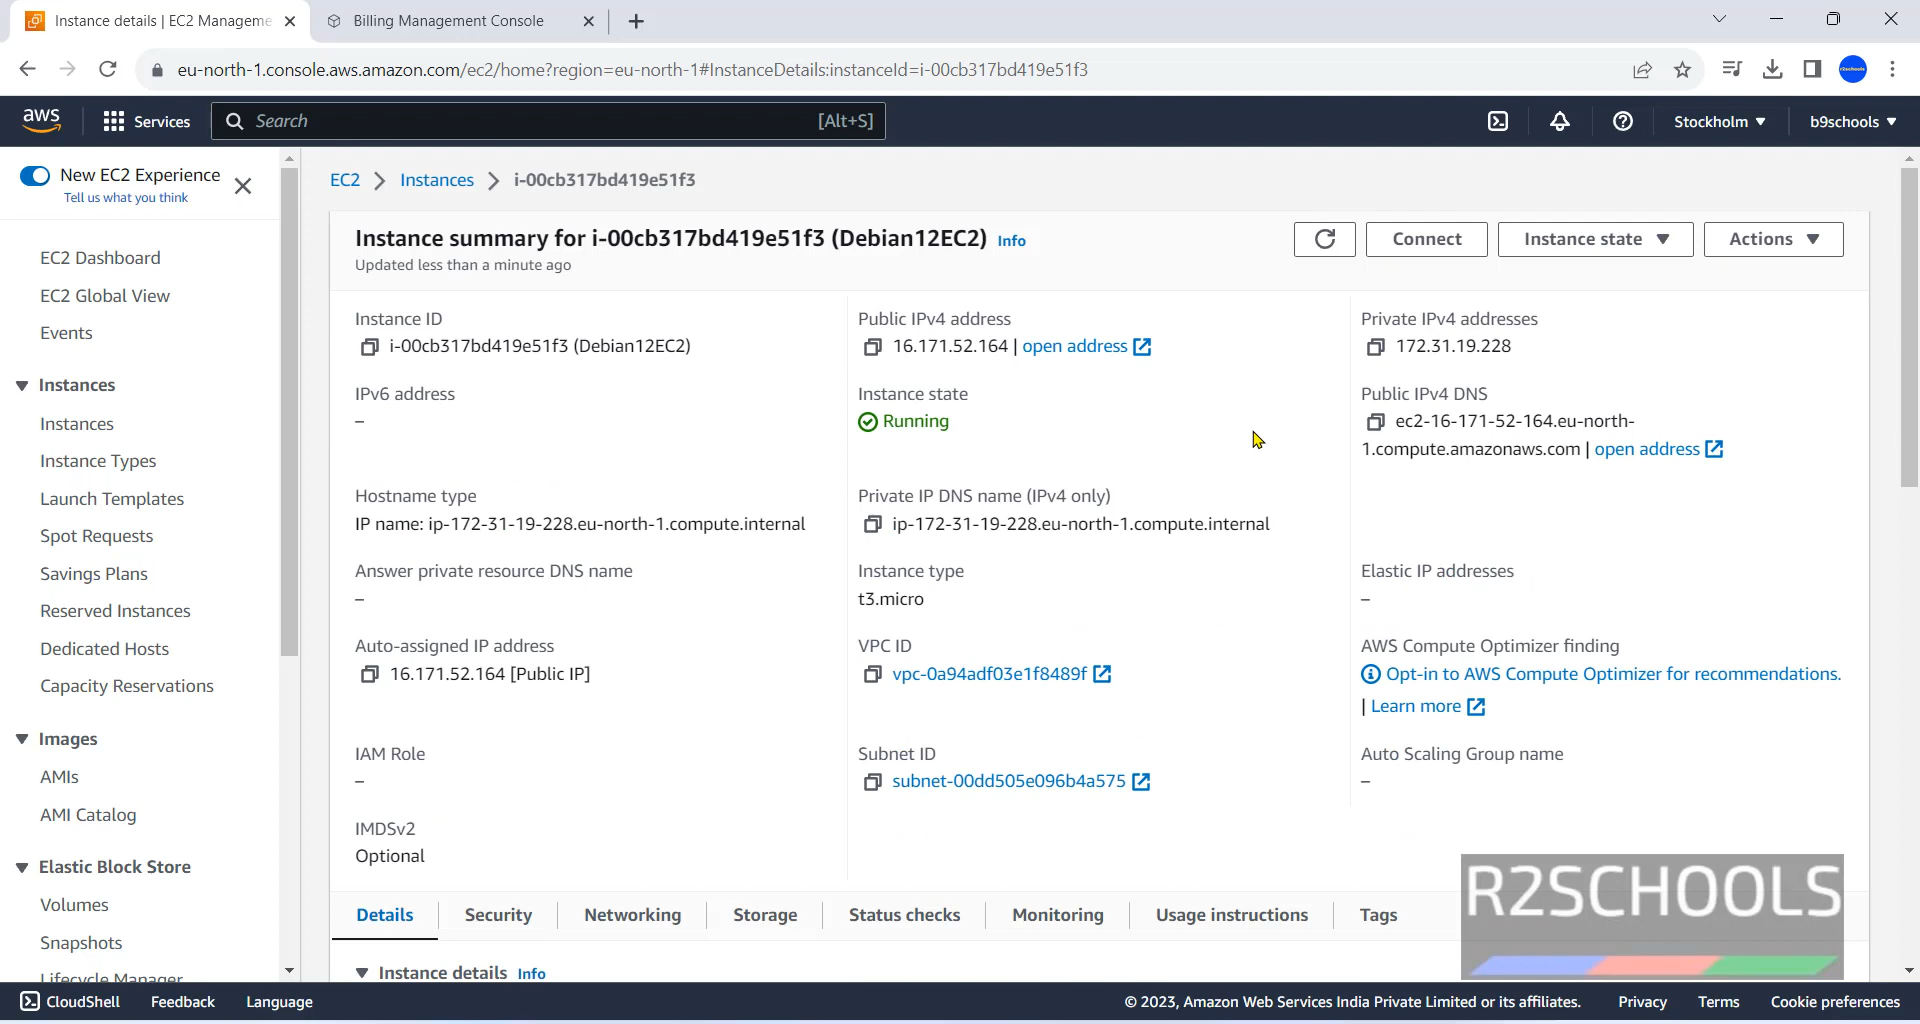 Instance details | EC2 Manageme
Billing Management Console
eu-north-1.console.aws.amazon.com/ec2/home?region=eu-north-1#InstanceDetails:instanceId=i-00cb317bd419e51f3
aws
Services
Search
[Alt+S]
Stockholm
b9schools
New EC2 Experience
Tell us what you think
EC2 Dashboard
EC2 Global View
Events
Instances
Instances
Instance Types
Launch Templates
Spot Requests
Savings Plans
Reserved Instances
Dedicated Hosts
Capacity Reservations
Images
AMIs
AMI Catalog
Elastic Block Store
Volumes
Snapshots
Lifecycle Manager
EC2 > Instances > i-00cb317bd419e51f3
Instance summary for i-00cb317bd419e51f3 (Debian12EC2) Info
Updated less than a minute ago
Connect
Instance state
Actions
Instance ID
i-00cb317bd419e51f3 (Debian12EC2)
Public IPv4 address
16.171.52.164 | open address
Private IPv4 addresses
172.31.19.228
IPv6 address
–
Instance state
Running
Public IPv4 DNS
ec2-16-171-52-164.eu-north-
1.compute.amazonaws.com | open address
Hostname type
IP name: ip-172-31-19-228.eu-north-1.compute.internal
Private IP DNS name (IPv4 only)
ip-172-31-19-228.eu-north-1.compute.internal
Answer private resource DNS name
–
Instance type
t3.micro
Elastic IP addresses
–
Auto-assigned IP address
16.171.52.164 [Public IP]
VPC ID
vpc-0a94adf03e1f8489f
AWS Compute Optimizer finding
Opt-in to AWS Compute Optimizer for recommendations.
| Learn more
IAM Role
–
Subnet ID
subnet-00dd505e096b4a575
Auto Scaling Group name
–
IMDSv2
Optional
Details
Security
Networking
Storage
Status checks
Monitoring
Usage instructions
Tags
Instance details Info
R2SCHOOLS
CloudShell
Feedback
Language
© 2023, Amazon Web Services India Private Limited or its affiliates.
Privacy
Terms
Cookie preferences